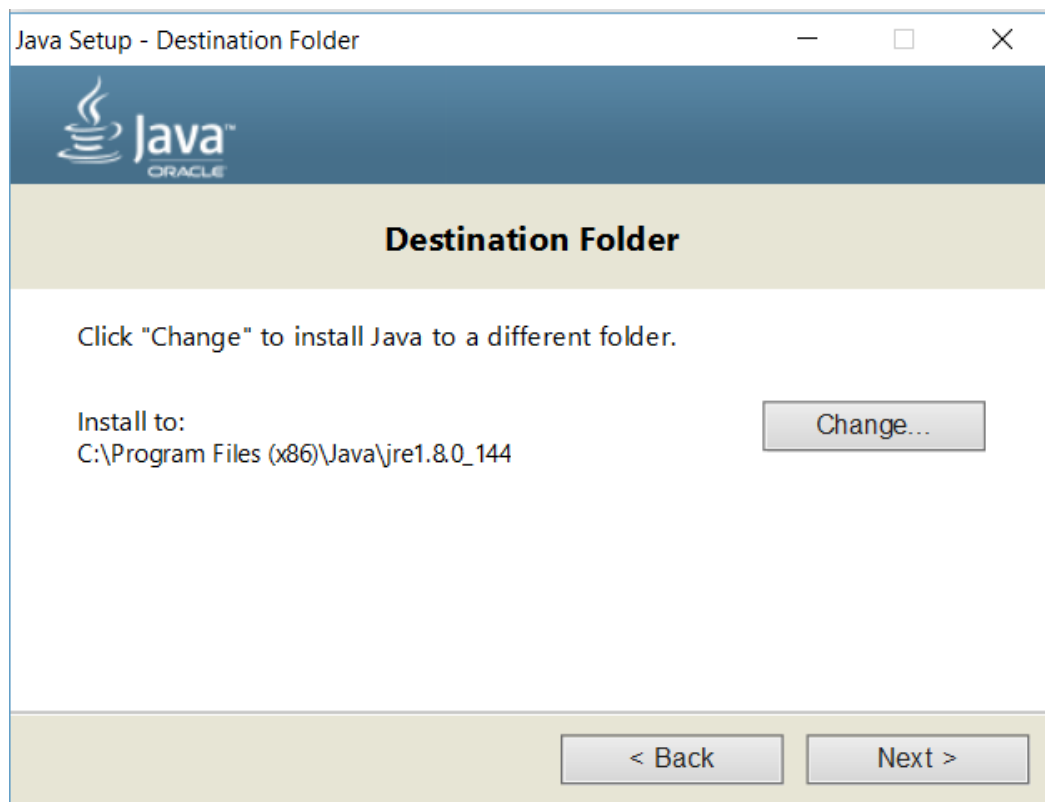 Java Setup - Destination Folder
Java™
ORACLE
Destination Folder
Click "Change" to install Java to a different folder.
Install to:
Change...
C:\Program Files (x86)\Java\jre1.8.0_144
< Back
Next >